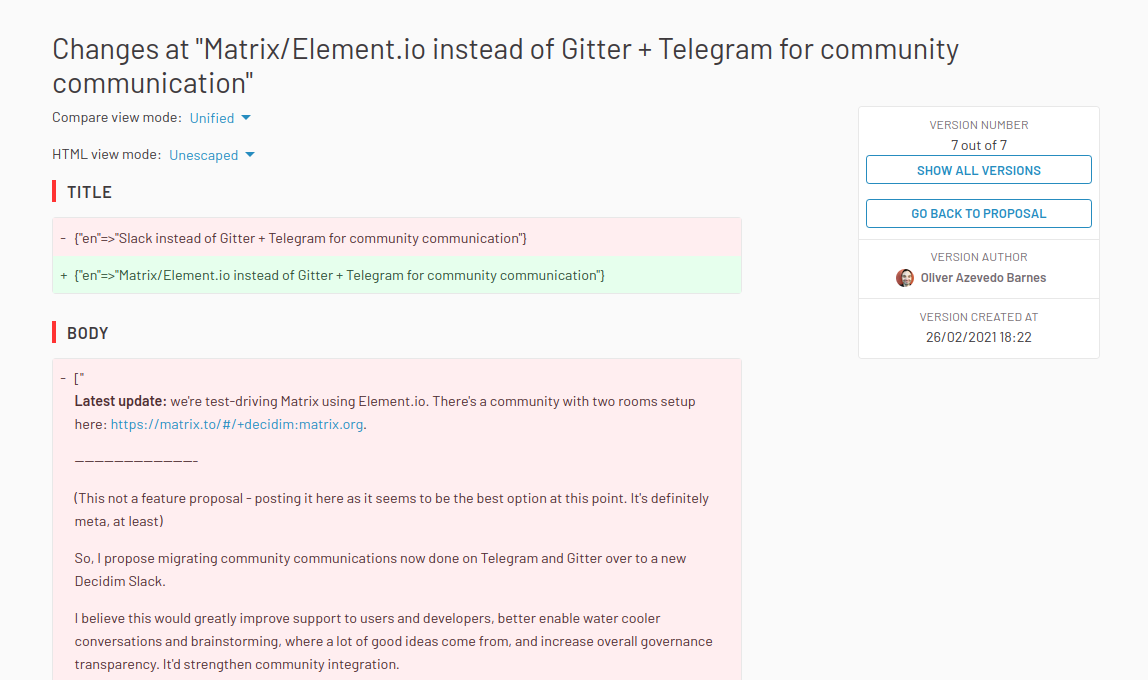 Changes at "Matrix/Element.io instead of Gitter + Telegram for community
communication"
Compare view mode: Unified
HTML view mode: Unescaped
TITLE
- {"en"=>"Slack instead of Gitter + Telegram for community communication"}
+ {"en"=>"Matrix/Element.io instead of Gitter + Telegram for community communication"}
BODY
- ["
Latest update: we're test-driving Matrix using Element.io. There's a community with two rooms setup
here: https://matrix.to/#/+decidim:matrix.org.
———————————————
(This not a feature proposal - posting it here as it seems to be the best option at this point. It's definitely
meta, at least)
So, I propose migrating community communications now done on Telegram and Gitter over to a new
Decidim Slack.
I believe this would greatly improve support to users and developers, better enable water cooler
conversations and brainstorming, where a lot of good ideas come from, and increase overall governance
transparency. It'd strengthen community integration.
VERSION NUMBER
7 out of 7
SHOW ALL VERSIONS
GO BACK TO PROPOSAL
VERSION AUTHOR
Oliver Azevedo Barnes
VERSION CREATED AT
26/02/2021 18:22